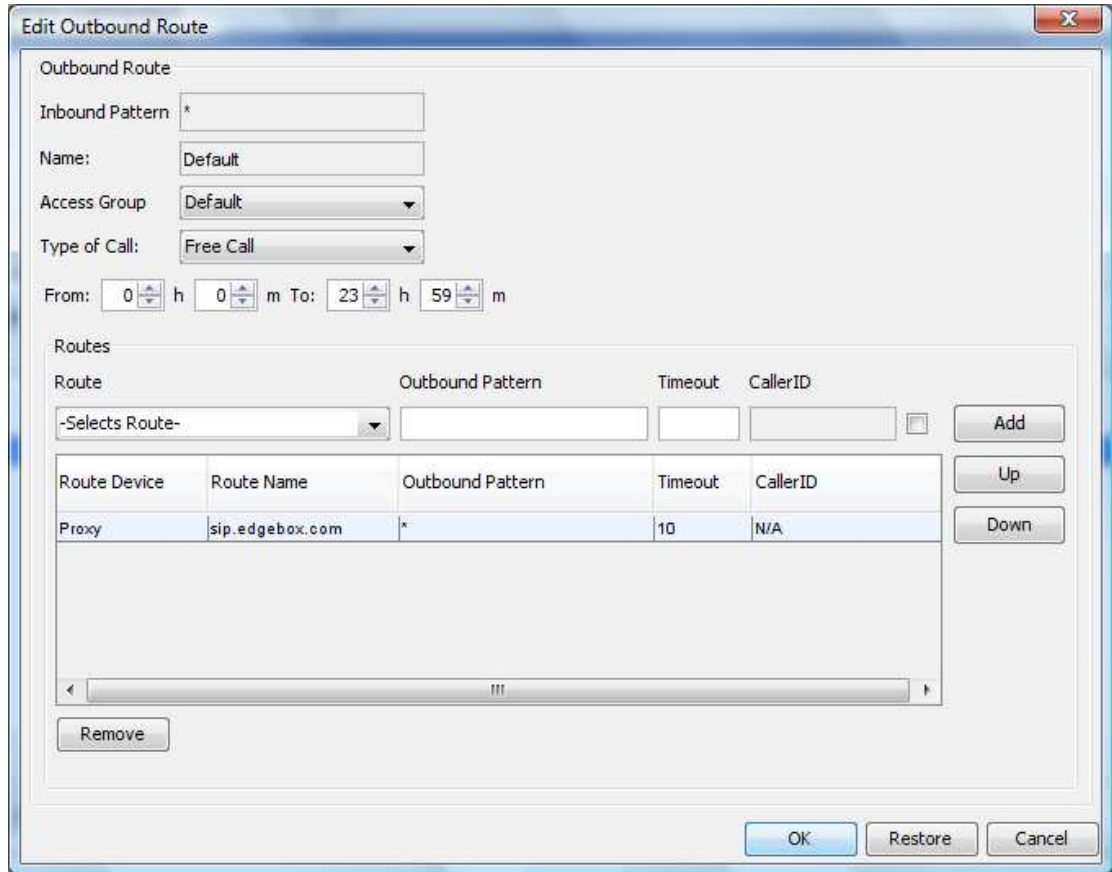 Edit Outbound Route
Outbound Route
Inbound Pattern *
Name: Default
Access Group Default
Type of Call: Free Call
From: 0 h 0 m To: 23 h 59 m
Routes
Route Outbound Pattern Timeout CallerID
-Selects Route- Add
Route Device Route Name Outbound Pattern Timeout CallerID Up
Proxy sip.edgebox.com * 10 N/A Down
Remove
OK Restore Cancel